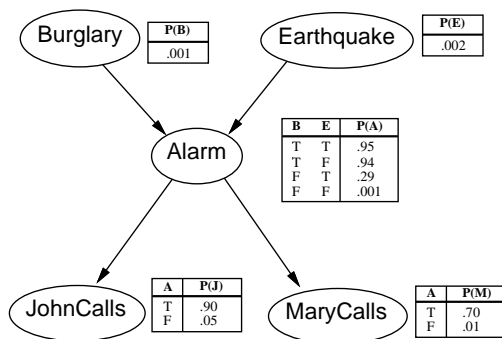 Burglary
P(B)
.001
Earthquake
P(E)
.002
Alarm
B E P(A)
T T .95
T F .94
F T .29
F F .001
JohnCalls
A P(J)
T .90
F .05
MaryCalls
A P(M)
T .70
F .01